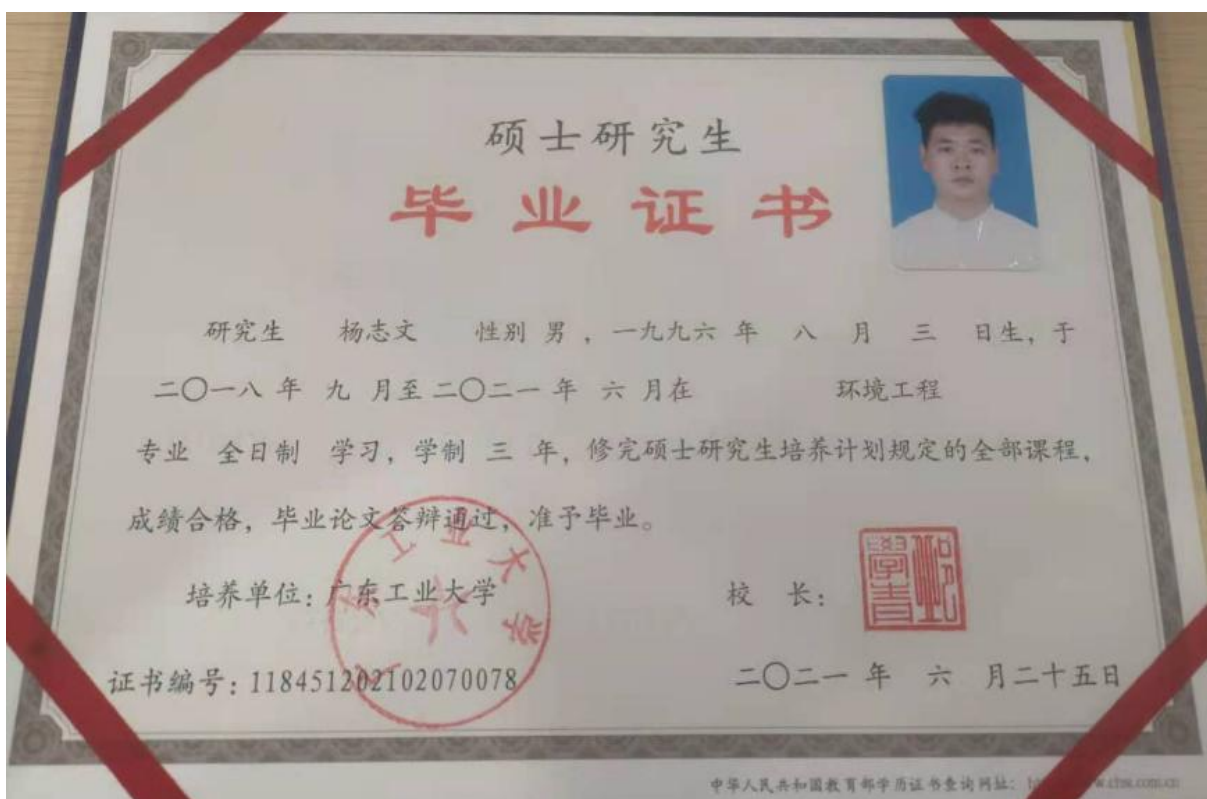 硕士研究生
毕业证书
研究生 杨志文 性别 男，一九九六 年 八 月 三 日生，于
二〇一八 年 九 月至 二〇二一 年 六 月在 环境工程
专业 全日制 学习，学制 三 年，修完硕士研究生培养计划规定的全部课程，
成绩合格，毕业论文答辩通过，准予毕业。
培养单位：广东工业大学
校 长：
证书编号：118451202102070078
二〇二一 年 六 月二十五日
广东工业大学
中华人民共和国教育部学历证书查询网址：